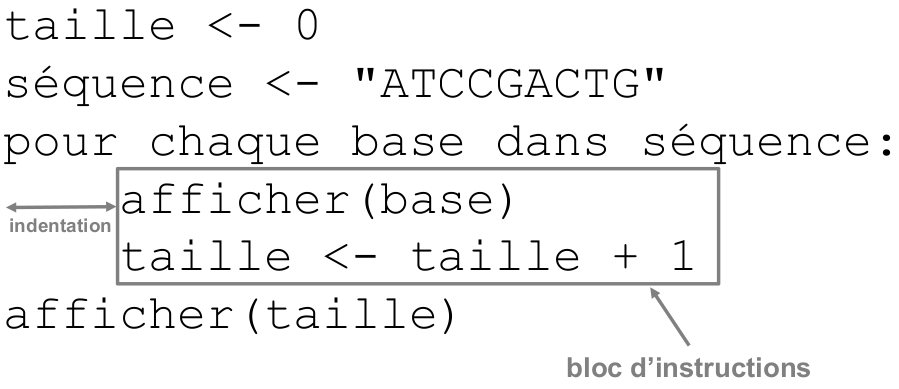 taille <- 0
séquence <- "ATCCGACTG"
pour chaque base dans séquence:
afficher(base)
indentation
taille <- taille + 1
afficher(taille)
bloc d’instructions